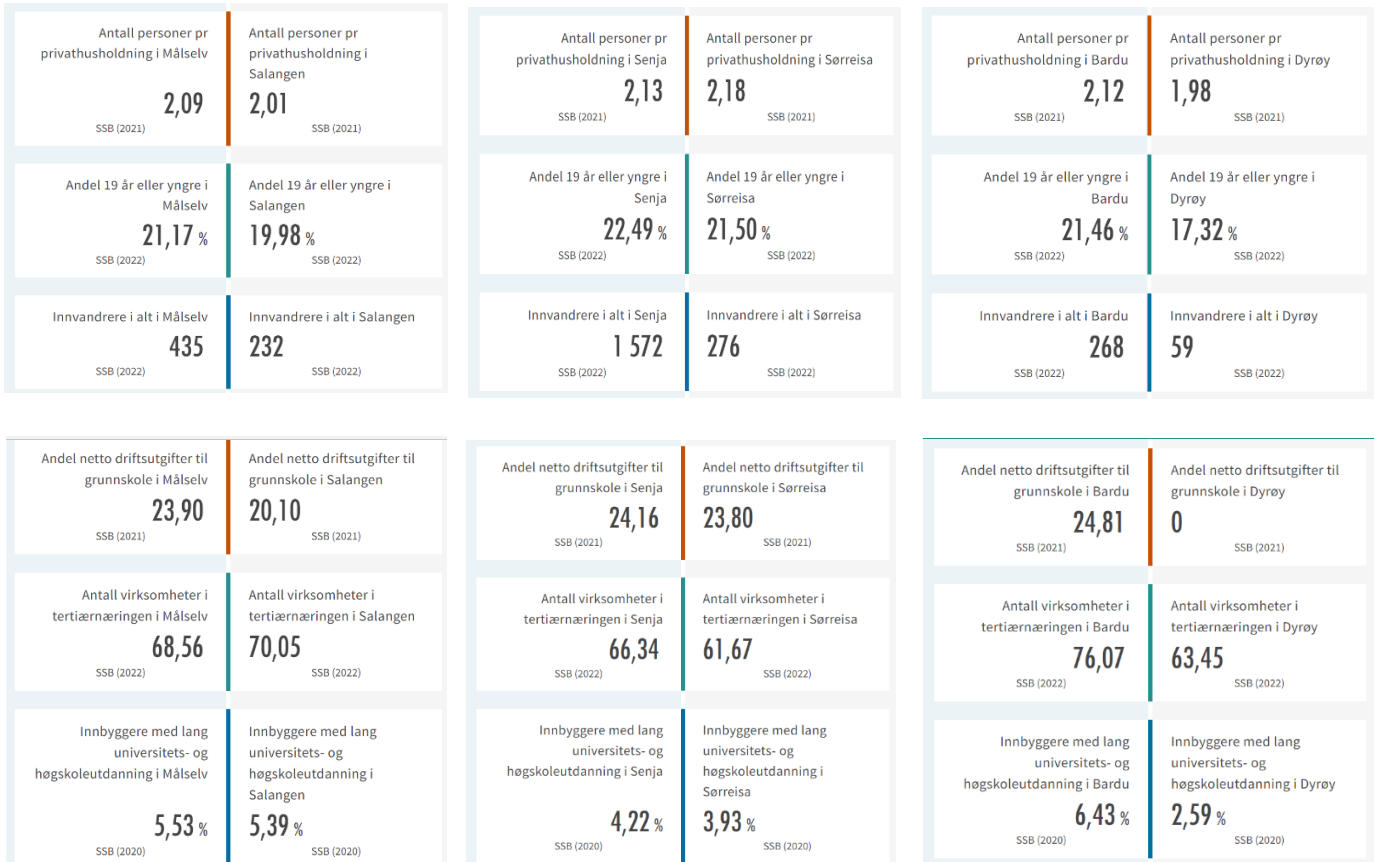 Antall personer pr
privathusholdning i Målselv
2,09
SSB (2021)
Antall personer pr
privathusholdning i
Salangen
2,01
SSB (2021)
Andel 19 år eller yngre i
Målselv
21,17 %
SSB (2022)
Andel 19 år eller yngre i
Salangen
19,98 %
SSB (2022)
Innvandrere i alt i Målselv
435
SSB (2022)
Innvandrere i alt i Salangen
232
SSB (2022)
Antall personer pr
privathusholdning i Senja
2,13
SSB (2021)
Antall personer pr
privathusholdning i Sørreisa
2,18
SSB (2021)
Andel 19 år eller yngre i
Senja
22,49 %
SSB (2022)
Andel 19 år eller yngre i
Sørreisa
21,50 %
SSB (2022)
Innvandrere i alt i Senja
1 572
SSB (2022)
Innvandrere i alt i Sørreisa
276
SSB (2022)
Antall personer pr
privathusholdning i Bardu
2,12
SSB (2021)
Antall personer pr
privathusholdning i Dyrøy
1,98
SSB (2021)
Andel 19 år eller yngre i
Bardu
21,46 %
SSB (2022)
Andel 19 år eller yngre i
Dyrøy
17,32 %
SSB (2022)
Innvandrere i alt i Bardu
268
SSB (2022)
Innvandrere i alt i Dyrøy
59
SSB (2022)
Andel netto driftsutgifter til
grunnskole i Målselv
23,90
SSB (2021)
Andel netto driftsutgifter til
grunnskole i Salangen
20,10
SSB (2021)
Antall virksomheter i
tertiærnæringen i Målselv
68,56
SSB (2022)
Antall virksomheter i
tertiærnæringen i Salangen
70,05
SSB (2022)
Innbyggere med lang
universitets- og
høgskoleutdanning i Målselv
5,53 %
SSB (2020)
Innbyggere med lang
universitets- og
høgskoleutdanning i
Salangen
5,39 %
SSB (2020)
Andel netto driftsutgifter til
grunnskole i Senja
24,16
SSB (2021)
Andel netto driftsutgifter til
grunnskole i Sørreisa
23,80
SSB (2021)
Antall virksomheter i
tertiærnæringen i Senja
66,34
SSB (2022)
Antall virksomheter i
tertiærnæringen i Sørreisa
61,67
SSB (2022)
Innbyggere med lang
universitets- og
høgskoleutdanning i Senja
4,22 %
SSB (2020)
Innbyggere med lang
universitets- og
høgskoleutdanning i
Sørreisa
3,93 %
SSB (2020)
Andel netto driftsutgifter til
grunnskole i Bardu
24,81
SSB (2021)
Andel netto driftsutgifter til
grunnskole i Dyrøy
0
SSB (2021)
Antall virksomheter i
tertiærnæringen i Bardu
76,07
SSB (2022)
Antall virksomheter i
tertiærnæringen i Dyrøy
63,45
SSB (2022)
Innbyggere med lang
universitets- og
høgskoleutdanning i Bardu
6,43 %
SSB (2020)
Innbyggere med lang
universitets- og
høgskoleutdanning i Dyrøy
2,59 %
SSB (2020)